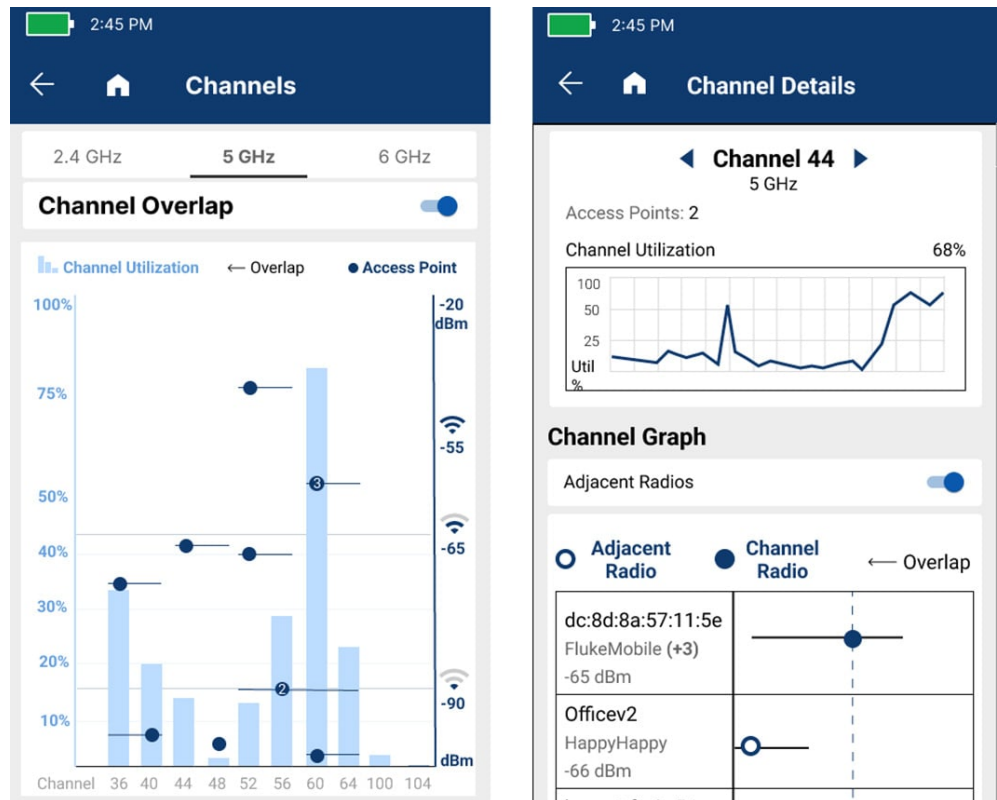 2:45 PM
Channels
2.4 GHz 5 GHz 6 GHz
Channel Overlap
Channel Utilization ← Overlap Access Point
100%
75%
50%
40%
30%
20%
10%
-20
dBm
-55
-65
-90
dBm
3
2
Channel 36 40 44 48 52 56 60 64 100 104
2:45 PM
Channel Details
Channel 44
5 GHz
Access Points: 2
Channel Utilization 68%
100
50
25
Util
%
Channel Graph
Adjacent Radios
Adjacent
Radio
Channel
Radio
← Overlap
dc:8d:8a:57:11:5e
FlukeMobile (+3)
-65 dBm
Officev2
HappyHappy
-66 dBm